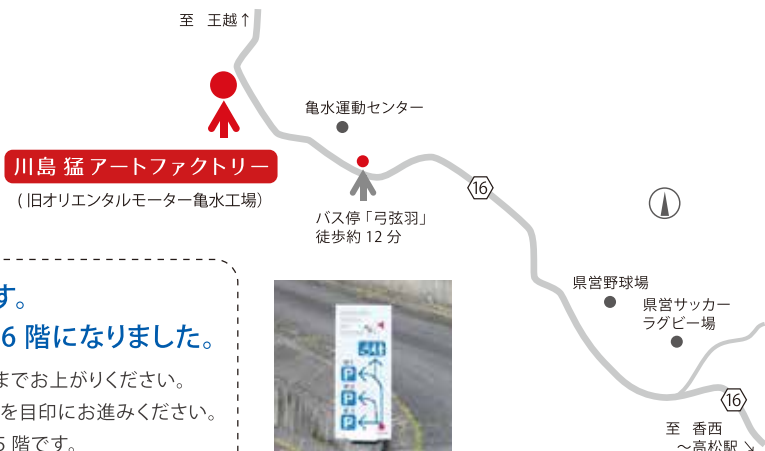 至 王越↑
亀水運動センター
川島 猛 アートファクトリー
(旧オリエンタルモーター亀水工場)
16
バス停「弓弦羽」
徒歩約 12 分
県営野球場
県営サッカー
ラグビー場
す。
6 階になりました。
までお上がりください。
を目印にお進みください。
5 階です。
P
P
P
16
至 香西
～高松駅↘